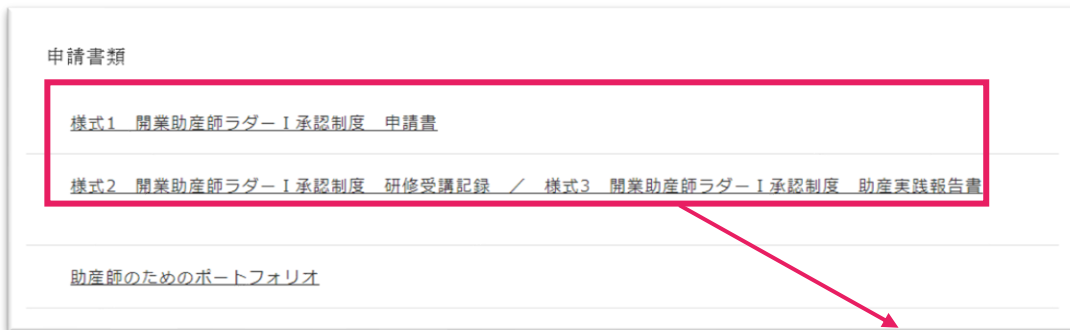 申請書類
様式1　開業助産師ラダーⅠ承認制度　申請書
様式2　開業助産師ラダーⅠ承認制度　研修受講記録　／　様式3　開業助産師ラダーⅠ承認制度　助産実践報告書
助産師のためのポートフォリオ